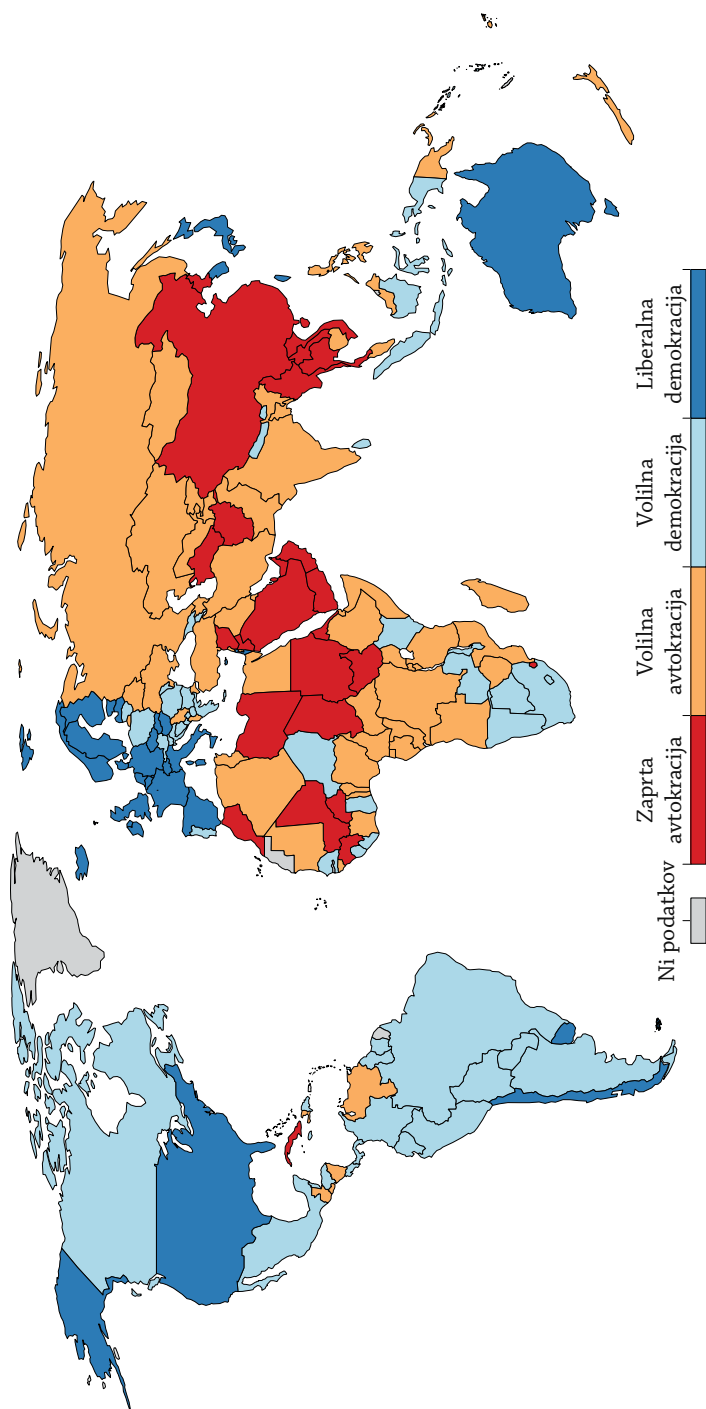 Ni podatkov
Zaprta
avtokracija
Volilna
avtokracija
Volilna
demokracija
Liberalna
demokracija